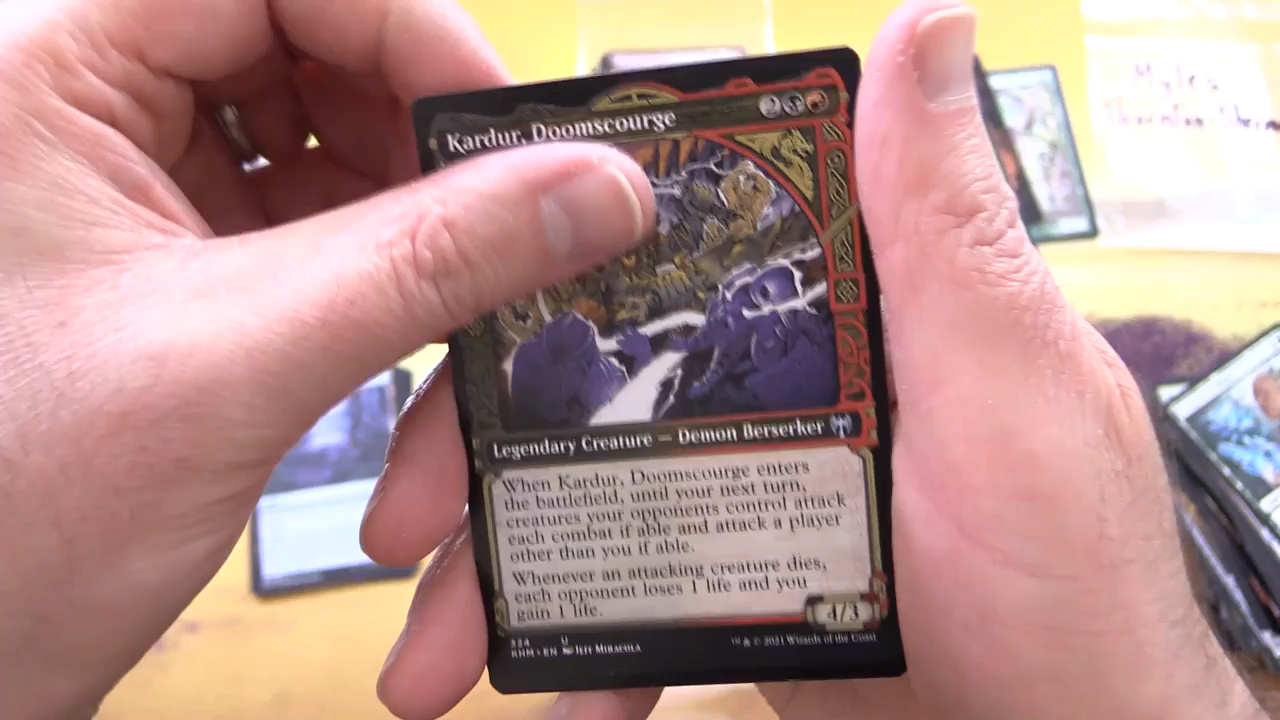 Kardur, Doomscourge
2
Legendary Creature — Demon Berserker
When Kardur, Doomscourge enters
the battlefield, until your next turn,
creatures your opponents control attack
each combat if able and attack a player
other than you if able.
Whenever an attacking creature dies,
each opponent loses 1 life and you
gain 1 life.
4/3
324 U
KHM • EN JEFF MIRACOLA
™ & © 2021 Wizards of the Coast
Myles